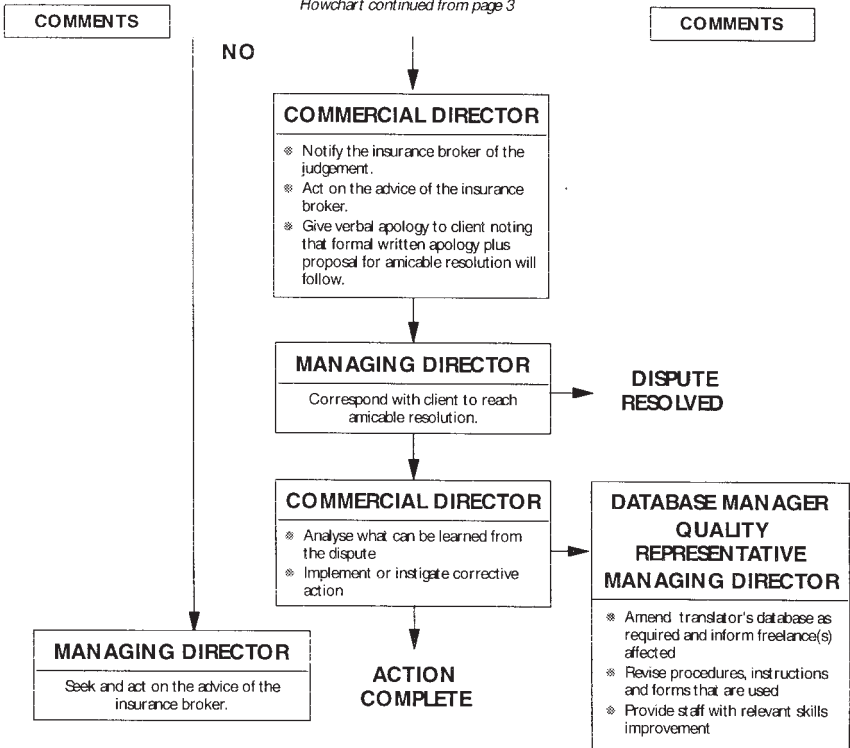 Flowchart continued from page 3
COMMENTS
COMMENTS
NO
COMMERCIAL DIRECTOR
Notify the insurance broker of the
judgement.
Act on the advice of the insurance
broker.
Give verbal apology to client noting
that formal written apology plus
proposal for amicable resolution will
follow.
MANAGING DIRECTOR
Correspond with client to reach
amicable resolution.
DISPUTE
RESOLVED
COMMERCIAL DIRECTOR
Analyse what can be learned from
the dispute
Implement or instigate corrective
action
DATABASE MANAGER
QUALITY
REPRESENTATIVE
MANAGING DIRECTOR
Amend translator's database as
required and inform freelance(s)
affected
Revise procedures, instructions
and forms that are used
Provide staff with relevant skills
improvement
MANAGING DIRECTOR
Seek and act on the advice of the
insurance broker.
ACTION
COMPLETE